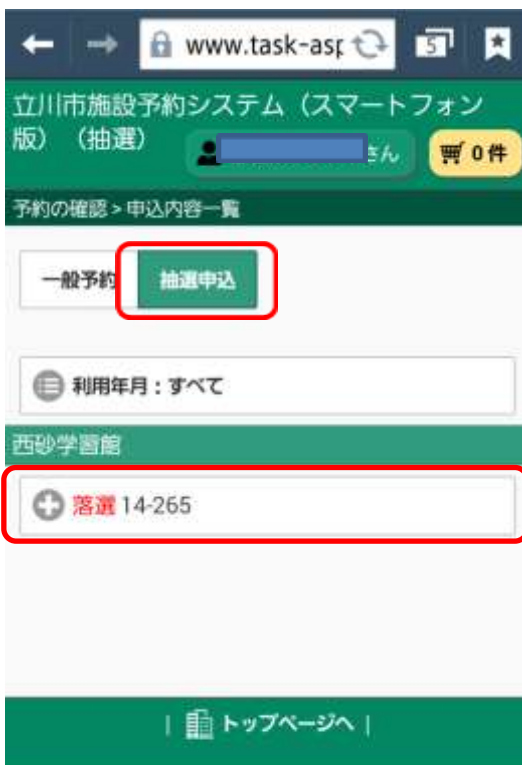 www.task-asp
5
立川市施設予約システム（スマートフォン
版）（抽選）
さん
0件
予約の確認>申込内容一覧
一般予約
抽選申込
利用年月：すべて
西砂学習館
落選 14-265
| トップページへ |